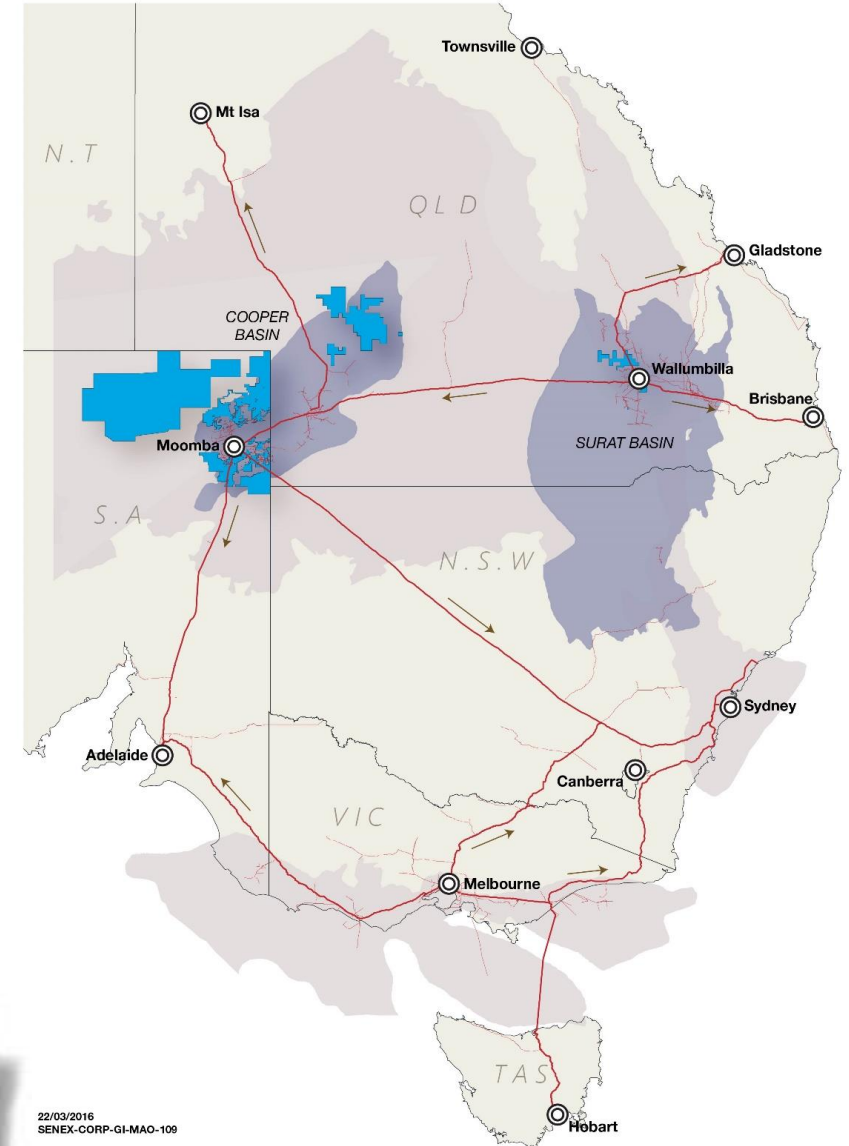 Townsville
Mt Isa
N.T
QLD
Gladstone
COOPER
BASIN
Wallumbilla
Brisbane
Moomba
SURAT BASIN
S.A
N.S.W
Sydney
Adelaide
Canberra
VIC
Melbourne
TAS
22/03/2016
SENEX-CORP-GI-MAO-109
Hobart